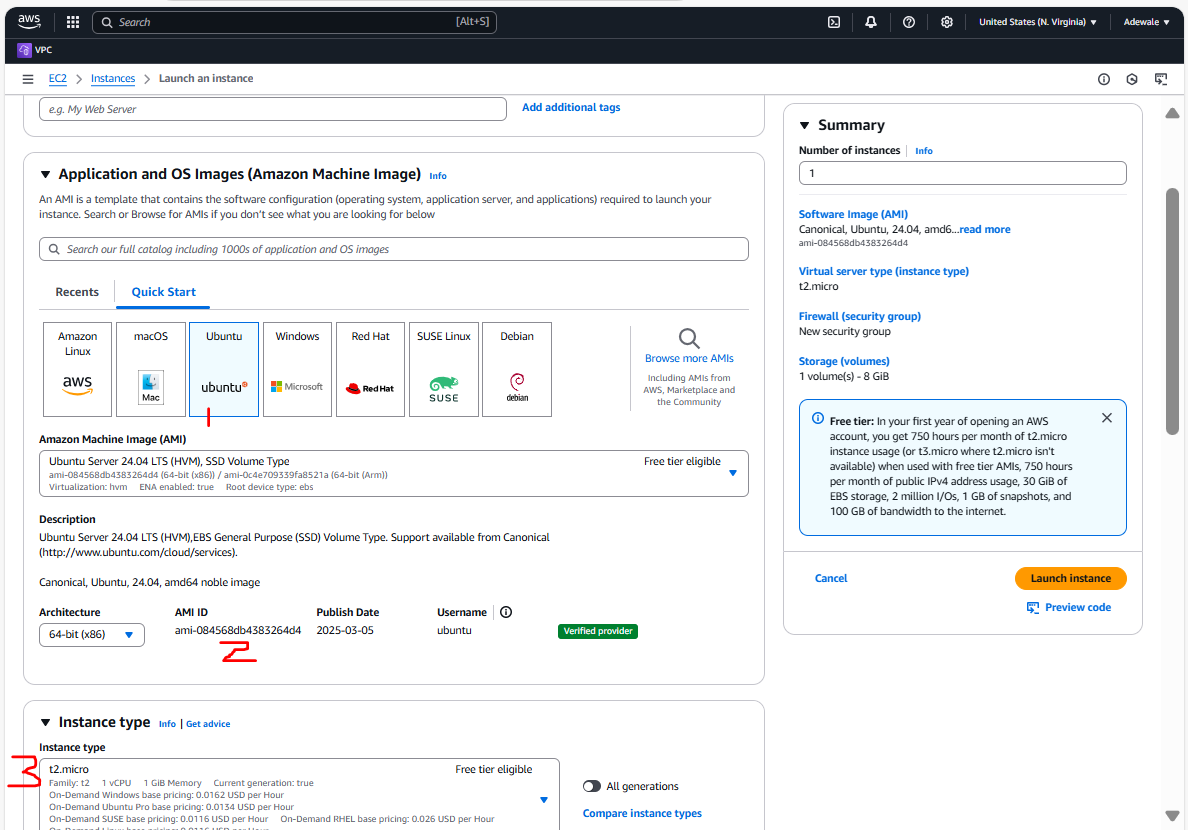 aws
Search
[Alt+S]
United States (N. Virginia)
Adewale
VPC
EC2 > Instances > Launch an instance
e.g. My Web Server
Add additional tags
Application and OS Images (Amazon Machine Image) Info
An AMI is a template that contains the software configuration (operating system, application server, and applications) required to launch your
instance. Search or Browse for AMIs if you don't see what you are looking for below
Search our full catalog including 1000s of application and OS images
Recents
Quick Start
Amazon
Linux
aws
macOS
Mac
Ubuntu
ubuntu
Windows
Microsoft
Red Hat
Red Hat
SUSE Linux
SUSE
Debian
debian
Browse more AMIs
Including AMIs from
AWS, Marketplace and
the Community
1
Amazon Machine Image (AMI)
Ubuntu Server 24.04 LTS (HVM), SSD Volume Type
Free tier eligible
ami-084568db4383264d4 (64-bit (x86)) / ami-0c4e709339fa8521a (64-bit (Arm))
Virtualization: hvm ENA enabled: true Root device type: ebs
Description
Ubuntu Server 24.04 LTS (HVM),EBS General Purpose (SSD) Volume Type. Support available from Canonical
(http://www.ubuntu.com/cloud/services).
Canonical, Ubuntu, 24.04, amd64 noble image
Architecture
AMI ID
Publish Date
Username
64-bit (x86)
ami-084568db4383264d4
2025-03-05
ubuntu
Verified provider
2
Instance type Info | Get advice
Instance type
3
t2.micro
Free tier eligible
Family: t2 1 vCPU 1 GiB Memory Current generation: true
On-Demand Windows base pricing: 0.0162 USD per Hour
On-Demand Ubuntu Pro base pricing: 0.0134 USD per Hour
On-Demand SUSE base pricing: 0.0116 USD per Hour On-Demand RHEL base pricing: 0.026 USD per Hour
On-Demand Linux base pricing: 0.0116 USD per Hour
All generations
Compare instance types
Summary
Number of instances Info
1
Software Image (AMI)
Canonical, Ubuntu, 24.04, amd6...read more
ami-084568db4383264d4
Virtual server type (instance type)
t2.micro
Firewall (security group)
New security group
Storage (volumes)
1 volume(s) - 8 GiB
Free tier: In your first year of opening an AWS
account, you get 750 hours per month of t2.micro
instance usage (or t3.micro where t2.micro isn't
available) when used with free tier AMIs, 750 hours
per month of public IPv4 address usage, 30 GiB of
EBS storage, 2 million I/Os, 1 GB of snapshots, and
100 GB of bandwidth to the internet.
Cancel
Launch instance
Preview code